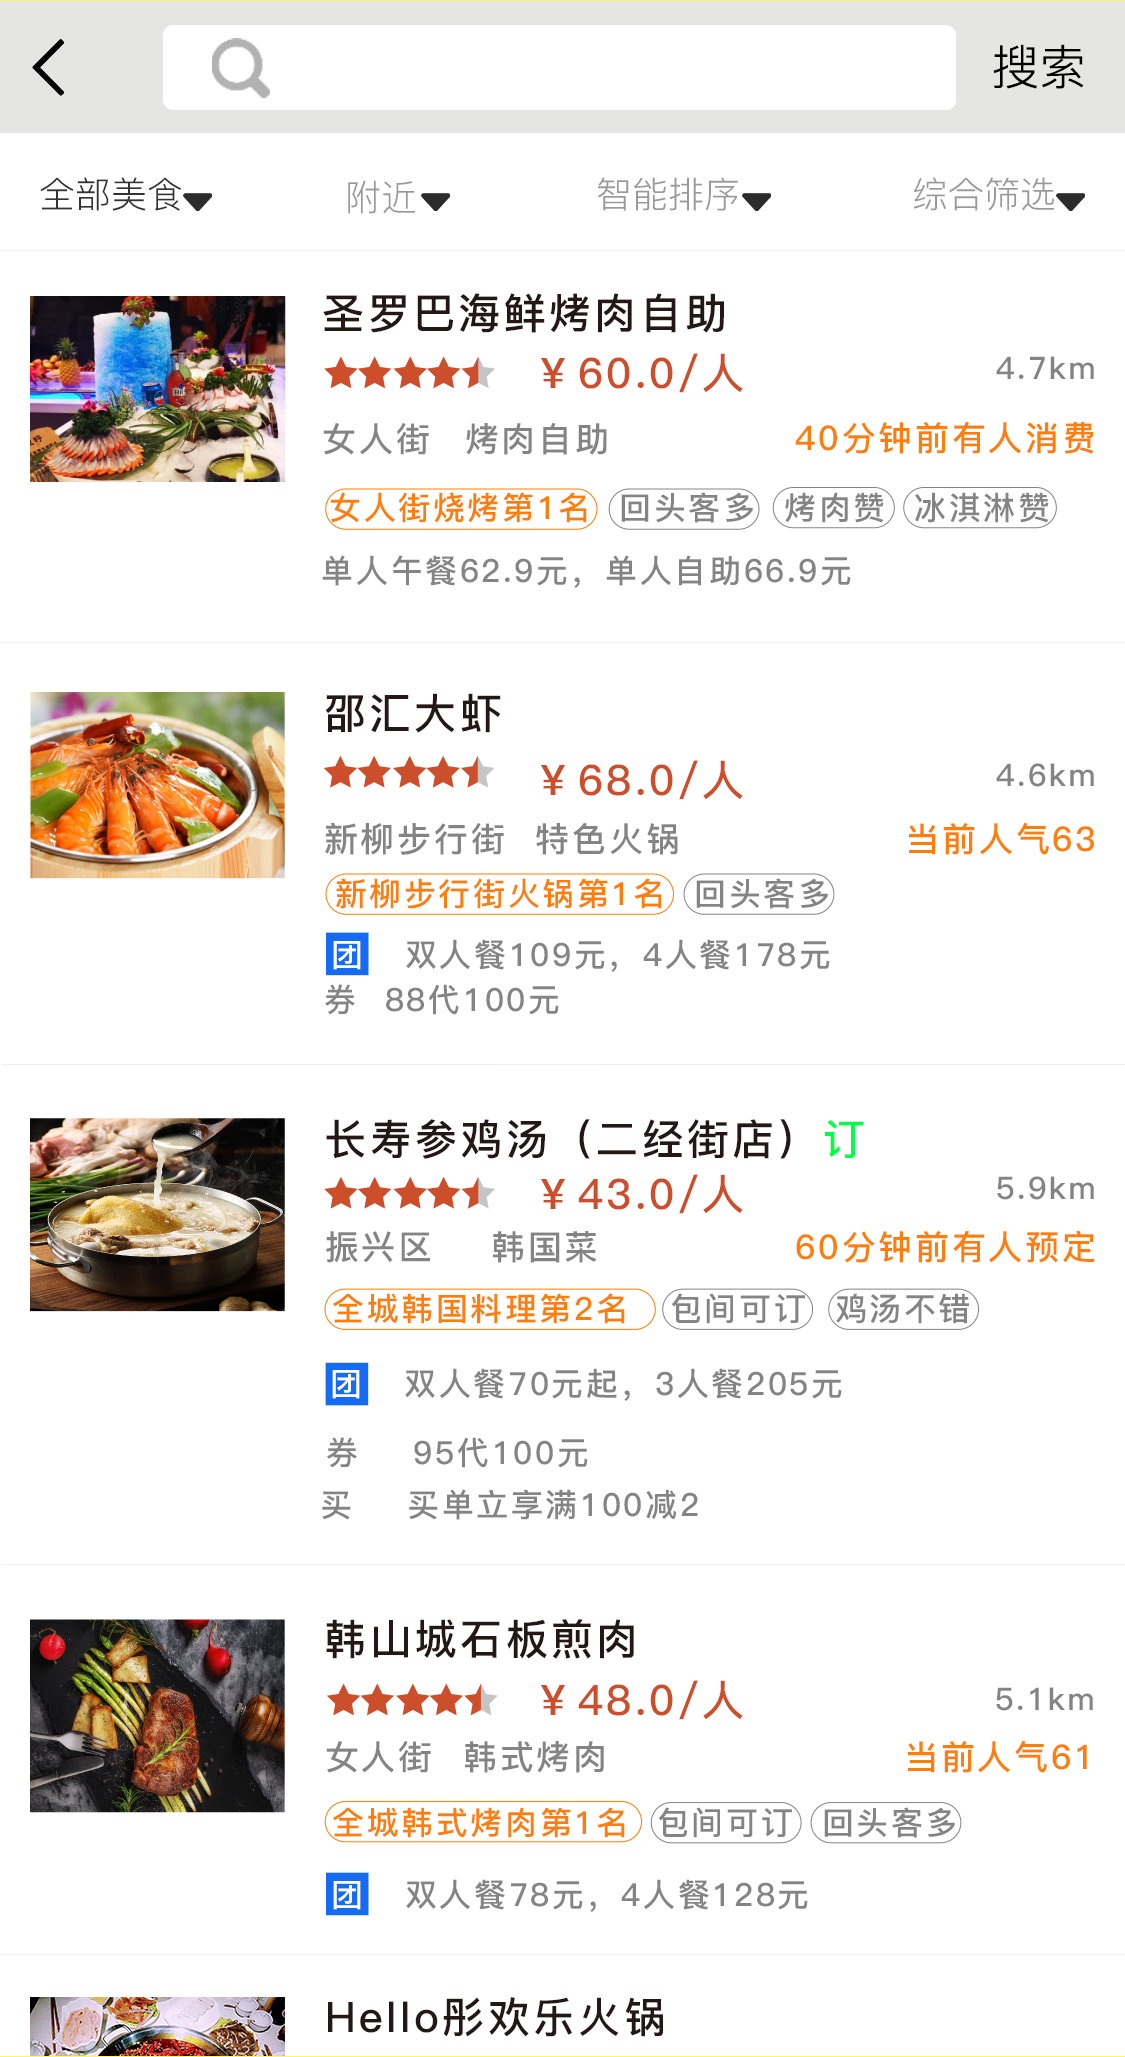 搜索
全部美食 附近 智能排序 综合筛选
圣罗巴海鲜烤肉自助
¥60.0/人 4.7km
女人街 烤肉自助 40分钟前有人消费
女人街烧烤第1名 回头客多 烤肉赞 冰淇淋赞
单人午餐62.9元，单人自助66.9元
邵汇大虾
¥68.0/人 4.6km
新柳步行街 特色火锅 当前人气63
新柳步行街火锅第1名 回头客多
团 双人餐109元，4人餐178元
券 88代100元
长寿参鸡汤（二经街店）订
¥43.0/人 5.9km
振兴区 韩国菜 60分钟前有人预定
全城韩国料理第2名 包间可订 鸡汤不错
团 双人餐70元起，3人餐205元
券 95代100元
买 买单立享满100减2
韩山城石板煎肉
¥48.0/人 5.1km
女人街 韩式烤肉 当前人气61
全城韩式烤肉第1名 包间可订 回头客多
团 双人餐78元，4人餐128元
Hello彤欢乐火锅